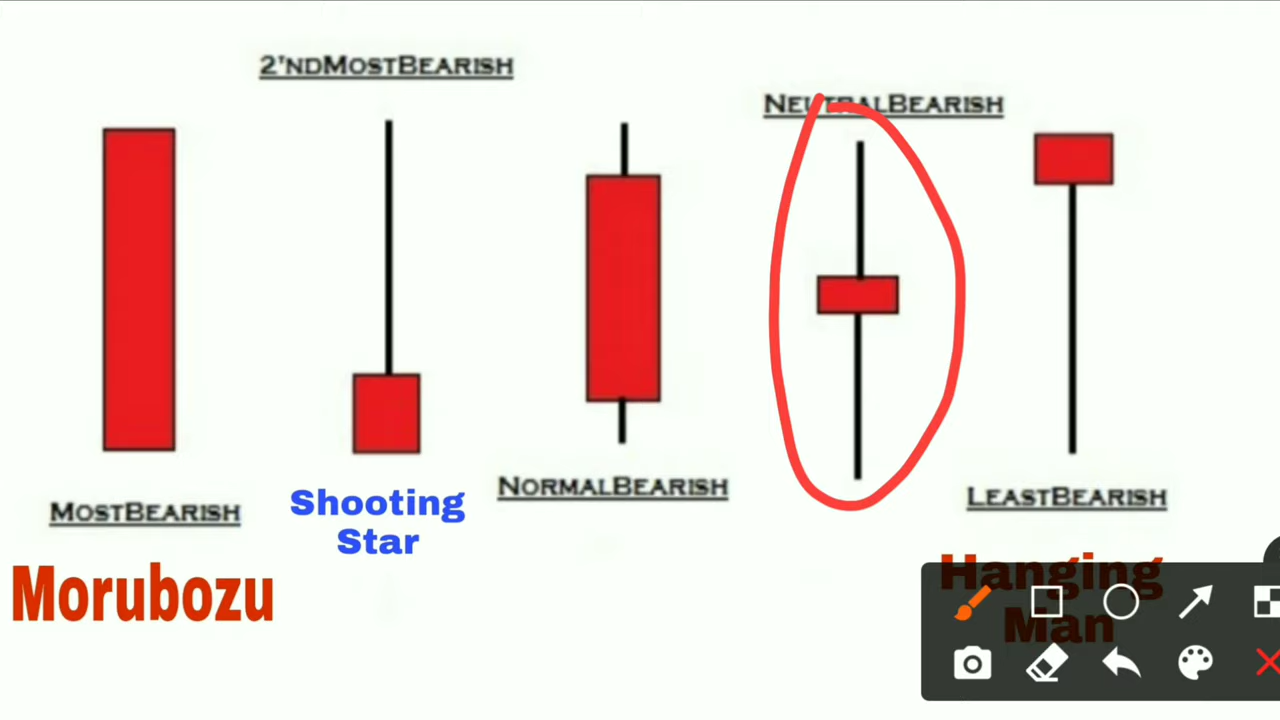 2'NDMOSTBEARISH
NEUTRALBEARISH
MOSTBEARISH
Shooting
Star
NORMALBEARISH
LEASTBEARISH
Morubozu
Hanging
Man